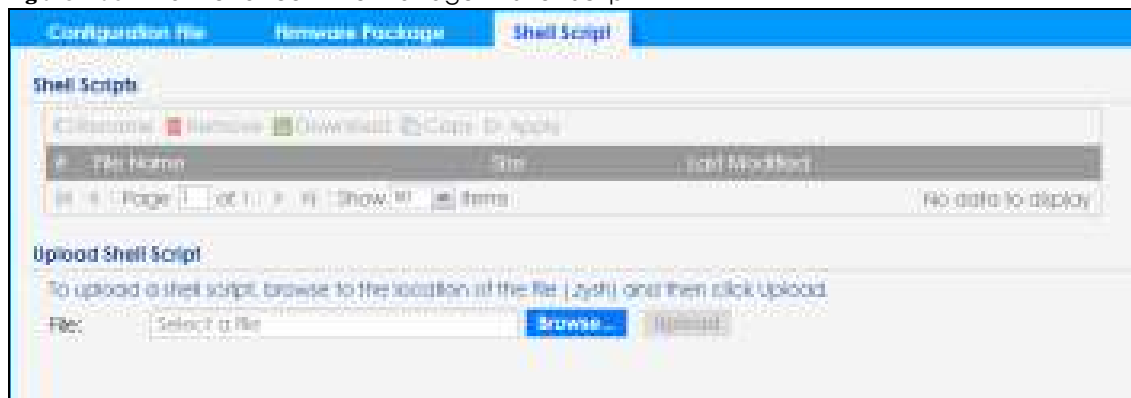 Configuration File Firmware Package Shell Script
Shell Scripts
Rename Remove Download Copy Apply
# File Name Size Last Modified
Page 1 of 1 Show 50 items No data to display
Upload Shell Script
To upload a shell script, browse to the location of the file (.zysh) and then click Upload.
File: Select a file Browse... Upload